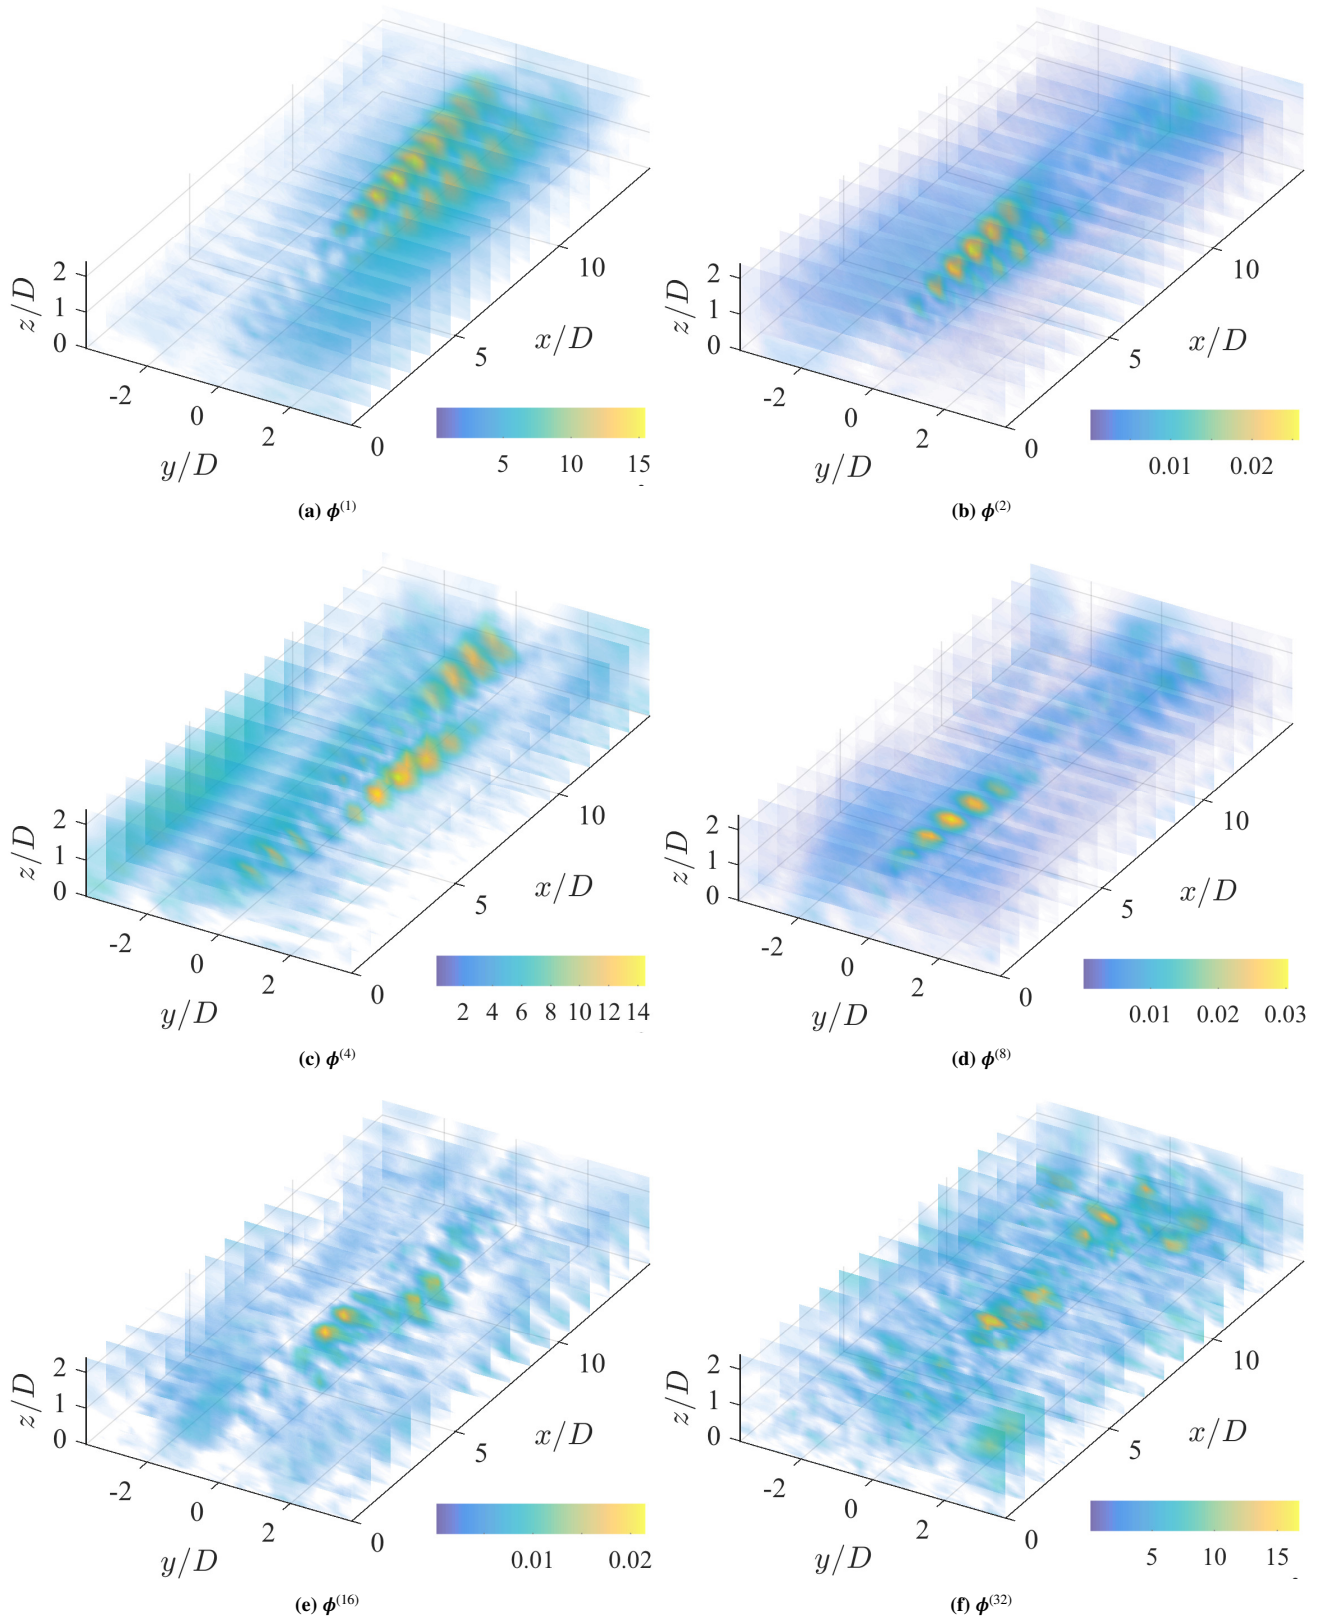 2
1
0
z/D
-2
0
2
y/D
0
5
10
x/D
5 10 15
(a) ϕ(1)
2
1
0
z/D
-2
0
2
y/D
0
5
10
x/D
0.01 0.02
(b) ϕ(2)
2
1
0
z/D
-2
0
2
y/D
0
5
10
x/D
2 4 6 8 10 12 14
(c) ϕ(4)
2
1
0
z/D
-2
0
2
y/D
0
5
10
x/D
0.01 0.02 0.03
(d) ϕ(8)
2
1
0
z/D
-2
0
2
y/D
0
5
10
x/D
0.01 0.02
(e) ϕ(16)
2
1
0
z/D
-2
0
2
y/D
0
5
10
x/D
5 10 15
(f) ϕ(32)